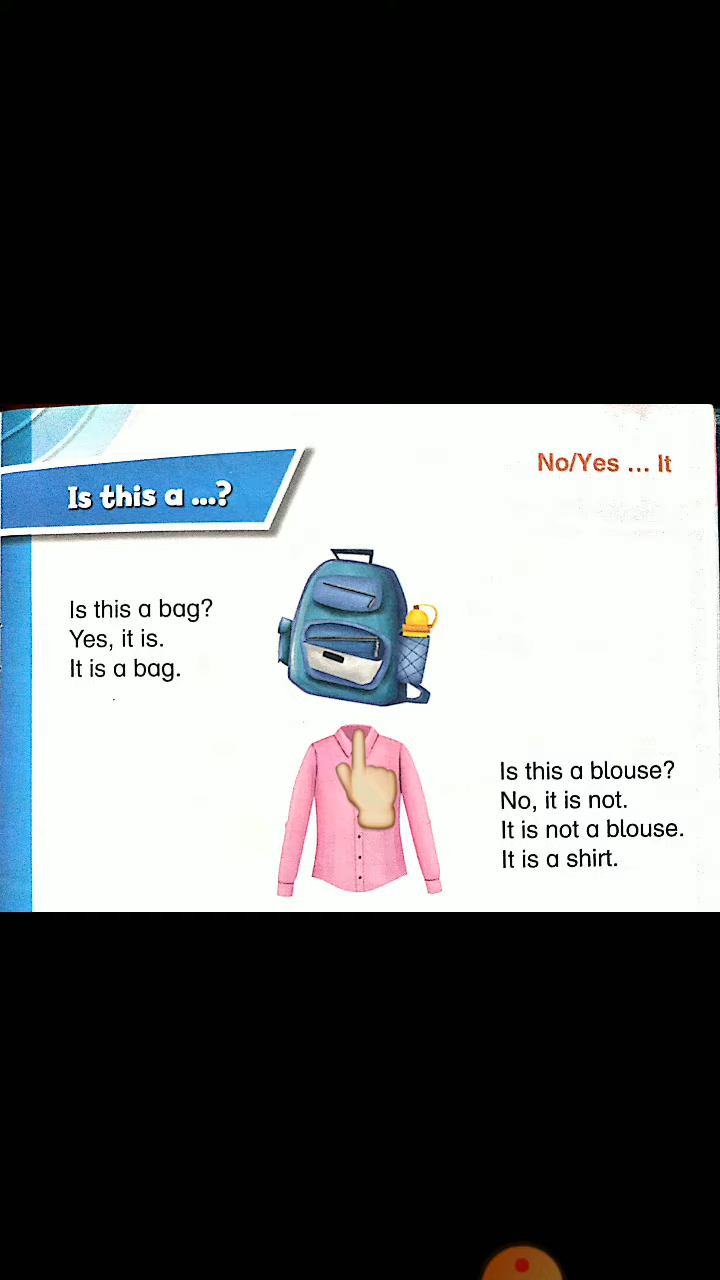 Is this a ...?
No/Yes ... It
Is this a bag?
Yes, it is.
It is a bag.
Is this a blouse?
No, it is not.
It is not a blouse.
It is a shirt.